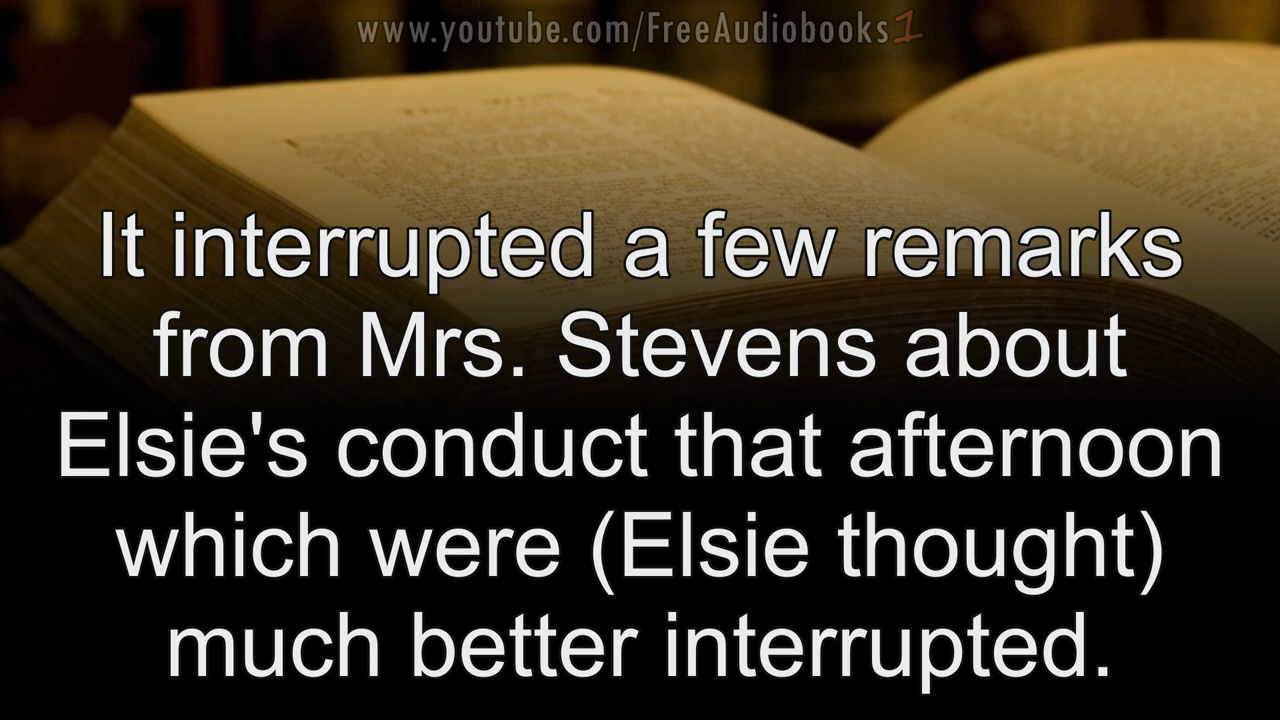 www.youtube.com/FreeAudiobooks1
It interrupted a few remarks
from Mrs. Stevens about
Elsie's conduct that afternoon
which were (Elsie thought)
much better interrupted.